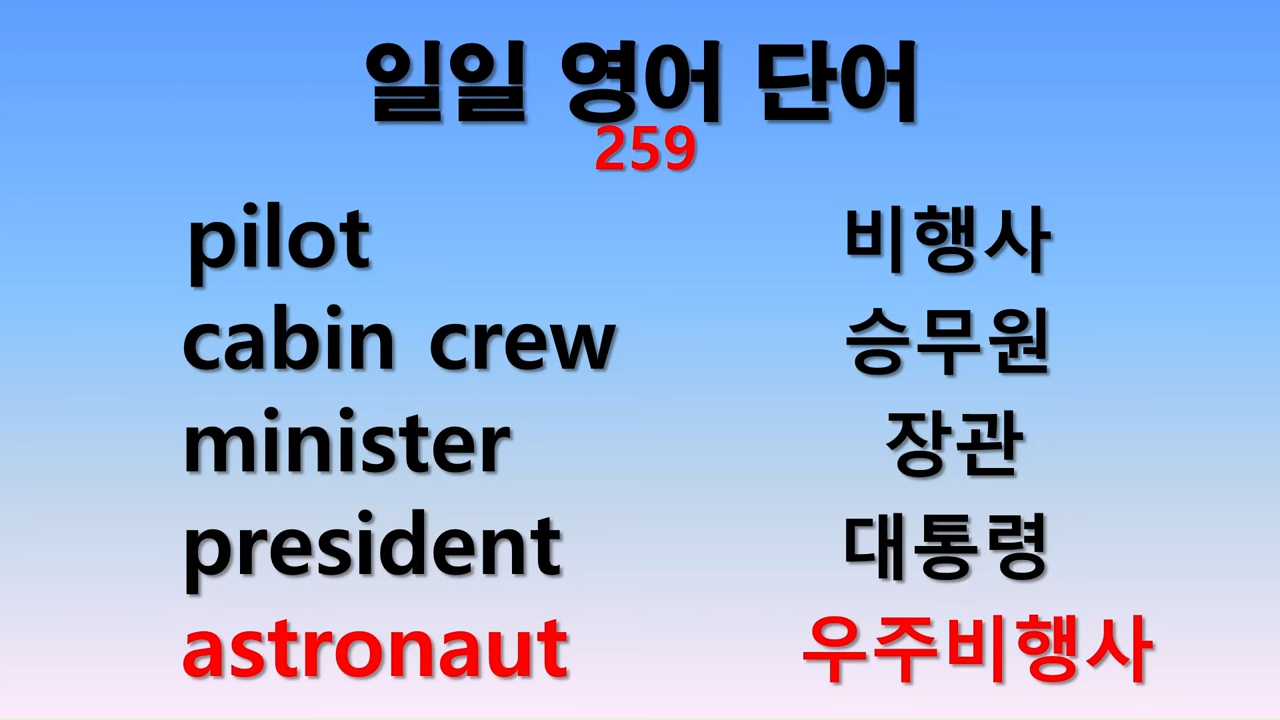 일일 영어 단어
259
pilot 비행사
cabin crew 승무원
minister 장관
president 대통령
astronaut 우주비행사